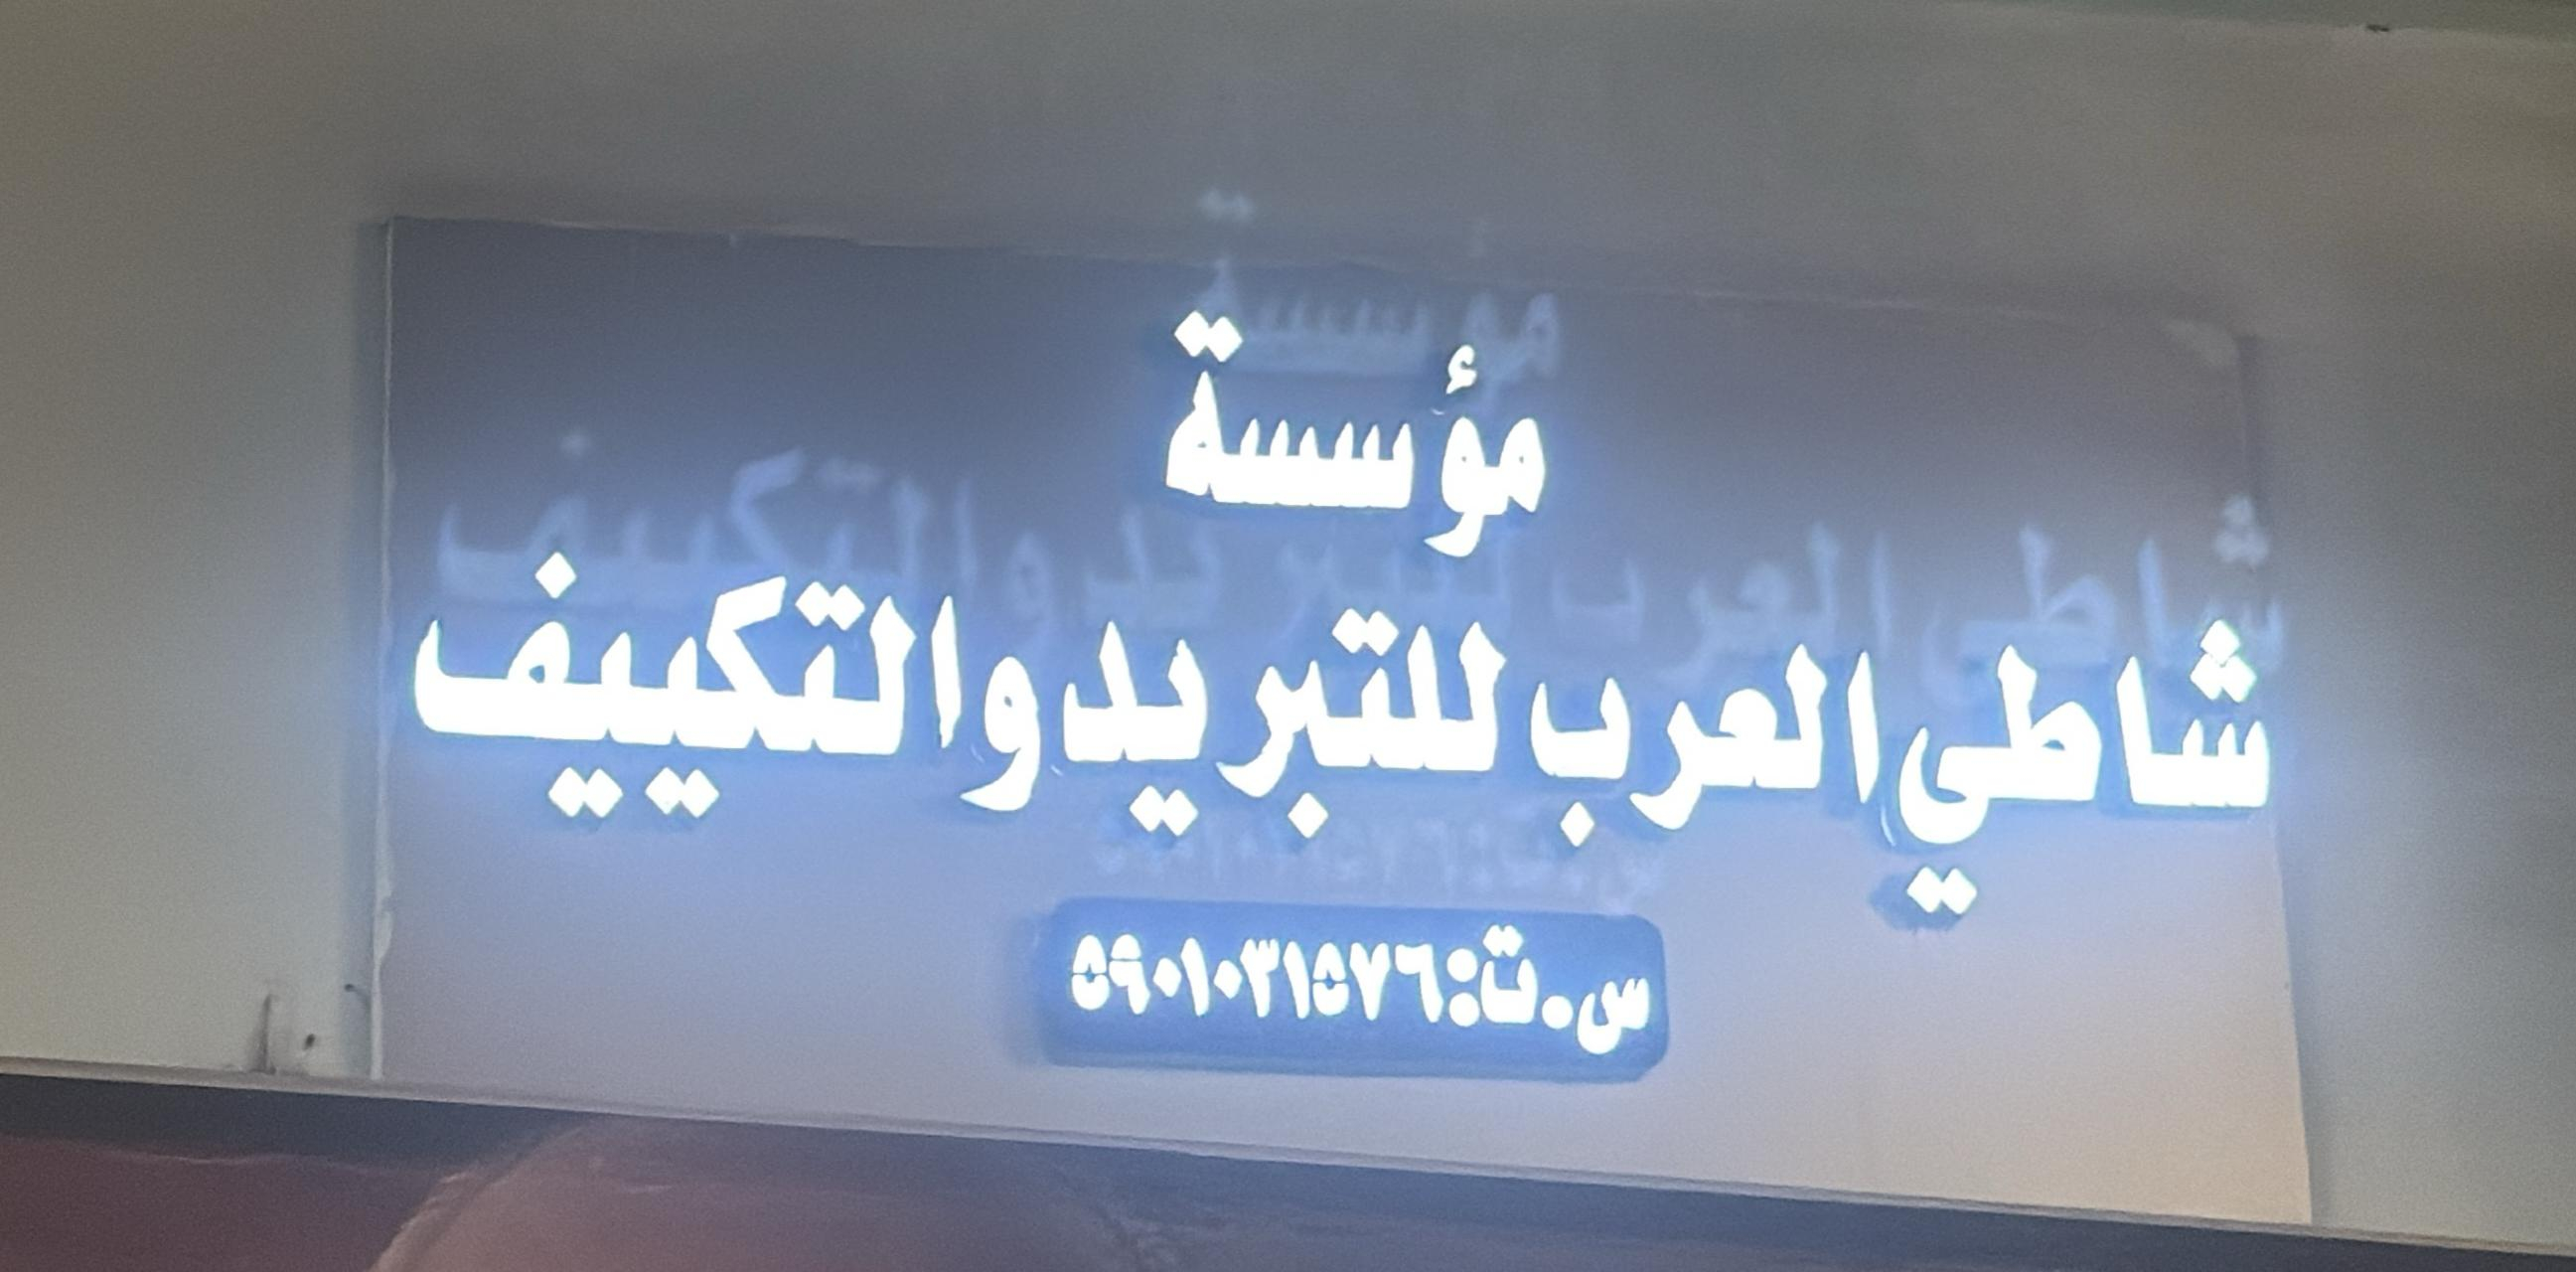 مؤسسة
شاطي العرب للتبريد والتكييف
س.ت:٥٩٠١٠٣١٥٧٦